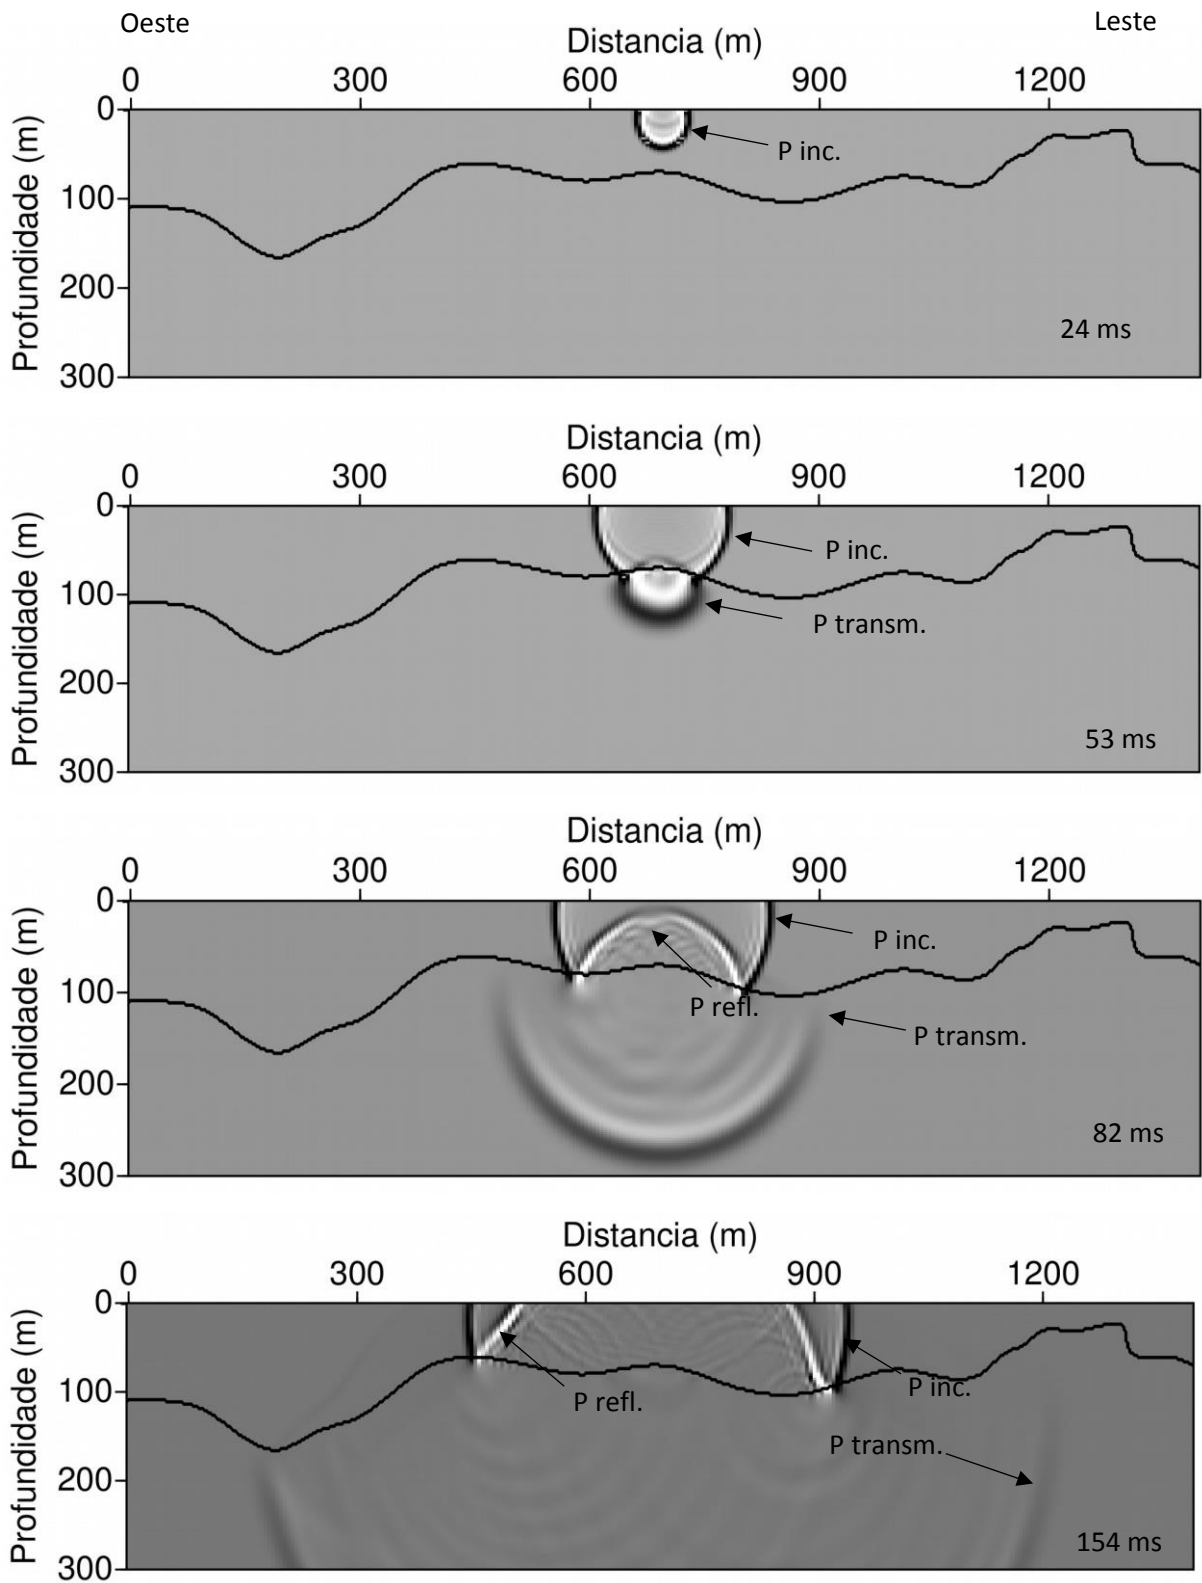 Oeste
Leste
Distancia (m)
0 300 600 900 1200
Profundidade (m)
0
100
200
300
P inc.
24 ms
Distancia (m)
0 300 600 900 1200
Profundidade (m)
0
100
200
300
P inc.
P transm.
53 ms
Distancia (m)
0 300 600 900 1200
Profundidade (m)
0
100
200
300
P inc.
P refl.
P transm.
82 ms
Distancia (m)
0 300 600 900 1200
Profundidade (m)
0
100
200
300
P refl.
P inc.
P transm.
154 ms